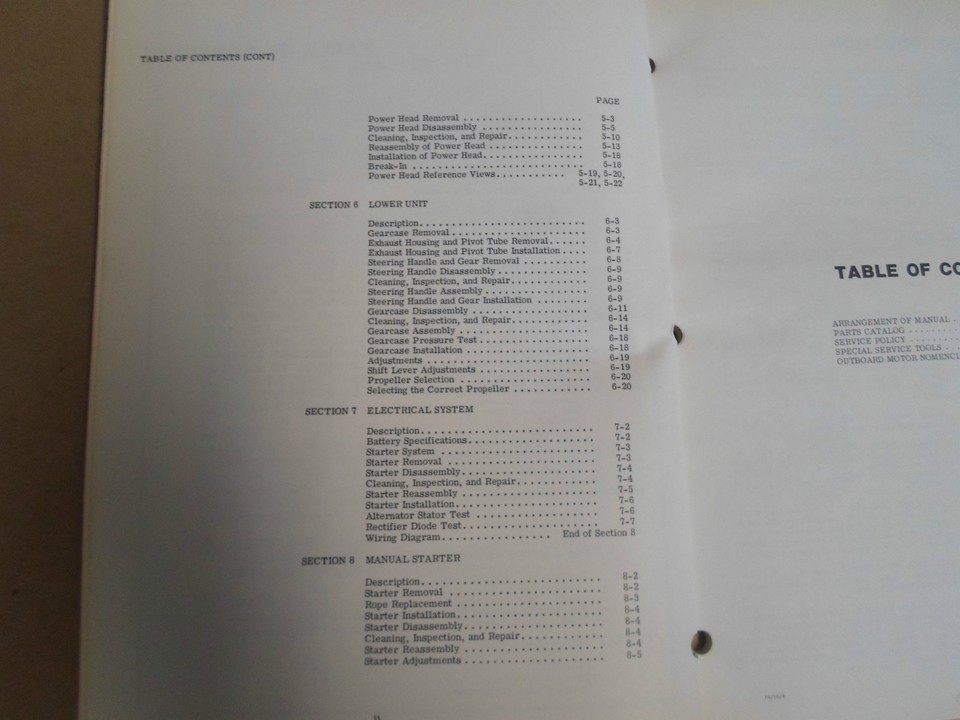 TABLE OF CONTENTS (CONT)
PAGE
Power Head Removal . . . . . . . . . . . . . . . . . . . 5-3
Power Head Disassembly . . . . . . . . . . . . . . . . 5-5
Cleaning, Inspection, and Repair. . . . . . . . . . . . 5-10
Reassembly of Power Head . . . . . . . . . . . . . . . 5-13
Installation of Power Head. . . . . . . . . . . . . . . . 5-18
Break-In . . . . . . . . . . . . . . . . . . . . . . . . . . . 5-18
Power Head Reference Views. . . . . . . . . . . 5-19, 5-20,
5-21, 5-22
SECTION 6 LOWER UNIT
Description. . . . . . . . . . . . . . . . . . . . . . . . . . 6-3
Gearcase Removal. . . . . . . . . . . . . . . . . . . . . 6-3
Exhaust Housing and Pivot Tube Removal. . . . . . 6-4
Exhaust Housing and Pivot Tube Installation. . . . 6-7
Steering Handle and Gear Removal . . . . . . . . . . 6-8
Steering Handle Disassembly . . . . . . . . . . . . . . 6-9
Cleaning, Inspection, and Repair. . . . . . . . . . . . 6-9
Steering Handle Assembly. . . . . . . . . . . . . . . . . 6-9
Steering Handle and Gear Installation . . . . . . . . 6-9
Gearcase Disassembly . . . . . . . . . . . . . . . . . . 6-11
Cleaning, Inspection, and Repair. . . . . . . . . . . . 6-14
Gearcase Assembly . . . . . . . . . . . . . . . . . . . . 6-14
Gearcase Pressure Test. . . . . . . . . . . . . . . . . . 6-18
Gearcase Installation . . . . . . . . . . . . . . . . . . . 6-18
Adjustments . . . . . . . . . . . . . . . . . . . . . . . . . 6-19
Shift Lever Adjustments . . . . . . . . . . . . . . . . . 6-19
Propeller Selection . . . . . . . . . . . . . . . . . . . . 6-20
Selecting the Correct Propeller . . . . . . . . . . . . 6-20
SECTION 7 ELECTRICAL SYSTEM
Description. . . . . . . . . . . . . . . . . . . . . . . . . . 7-2
Battery Specifications. . . . . . . . . . . . . . . . . . . 7-2
Starter System . . . . . . . . . . . . . . . . . . . . . . . 7-3
Starter Removal . . . . . . . . . . . . . . . . . . . . . . 7-3
Starter Disassembly. . . . . . . . . . . . . . . . . . . . 7-4
Cleaning, Inspection, and Repair. . . . . . . . . . . . 7-4
Starter Reassembly . . . . . . . . . . . . . . . . . . . . 7-5
Starter Installation. . . . . . . . . . . . . . . . . . . . . 7-6
Alternator Stator Test . . . . . . . . . . . . . . . . . . . 7-6
Rectifier Diode Test. . . . . . . . . . . . . . . . . . . . 7-7
Wiring Diagram. . . . . . . . . . . . . . . . End of Section 8
SECTION 8 MANUAL STARTER
Description. . . . . . . . . . . . . . . . . . . . . . . . . . 8-2
Starter Removal . . . . . . . . . . . . . . . . . . . . . . 8-2
Rope Replacement . . . . . . . . . . . . . . . . . . . . . 8-3
Starter Installation. . . . . . . . . . . . . . . . . . . . . 8-4
Starter Disassembly. . . . . . . . . . . . . . . . . . . . 8-4
Cleaning, Inspection, and Repair. . . . . . . . . . . . 8-4
Starter Reassembly . . . . . . . . . . . . . . . . . . . . 8-4
Starter Adjustments . . . . . . . . . . . . . . . . . . . . 8-5
ii
TABLE OF CO
ARRANGEMENT OF MANUAL . .
PARTS CATALOG . . . . . . . .
SERVICE POLICY . . . . . . . .
SPECIAL SERVICE TOOLS . . .
OUTBOARD MOTOR NOMENCL